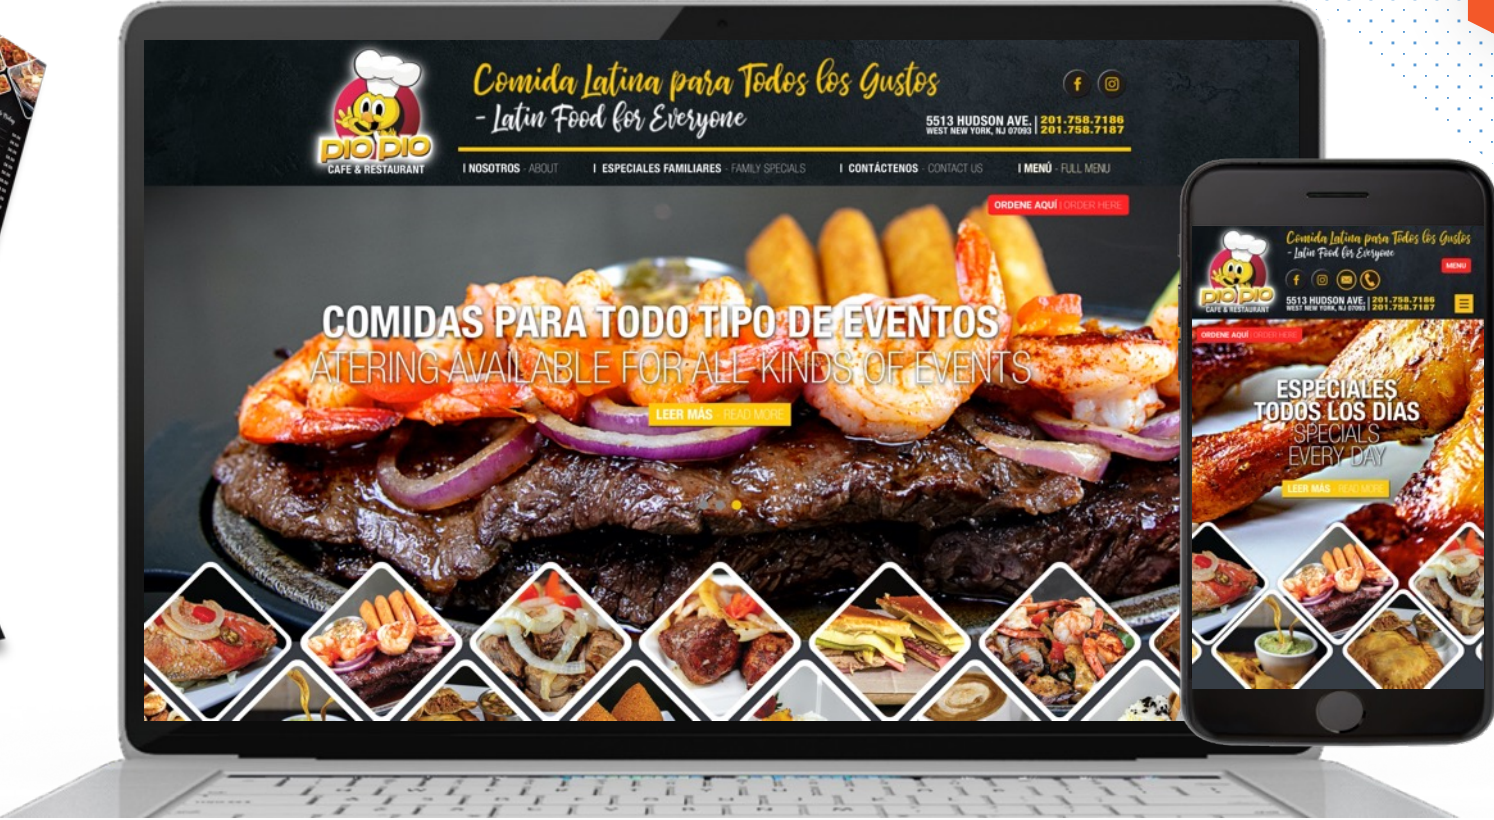 PIO PIO
CAFE & RESTAURANT
Comida Latina para Todos los Gustos
- Latin Food for Everyone
5513 HUDSON AVE. | 201.758.7186
WEST NEW YORK, NJ 07093 | 201.758.7187
| NOSOTROS - ABOUT
| ESPECIALES FAMILIARES - FAMILY SPECIALS
| CONTÁCTENOS - CONTACT US
| MENÚ - FULL MENU
ORDENE AQUÍ | ORDER HERE
COMIDAS PARA TODO TIPO DE EVENTOS
ATERING AVAILABLE FOR ALL KINDS OF EVENTS
LEER MÁS - READ MORE
PIO PIO
CAFE & RESTAURANT
Comida Latina para Todos los Gustos
- Latin Food for Everyone
MENU
5513 HUDSON AVE. | 201.758.7186
WEST NEW YORK, NJ 07093 | 201.758.7187
ORDENE AQUÍ | ORDER HERE
ESPECIALES
TODOS LOS DÍAS
SPECIALS
EVERY DAY
LEER MÁS - READ MORE